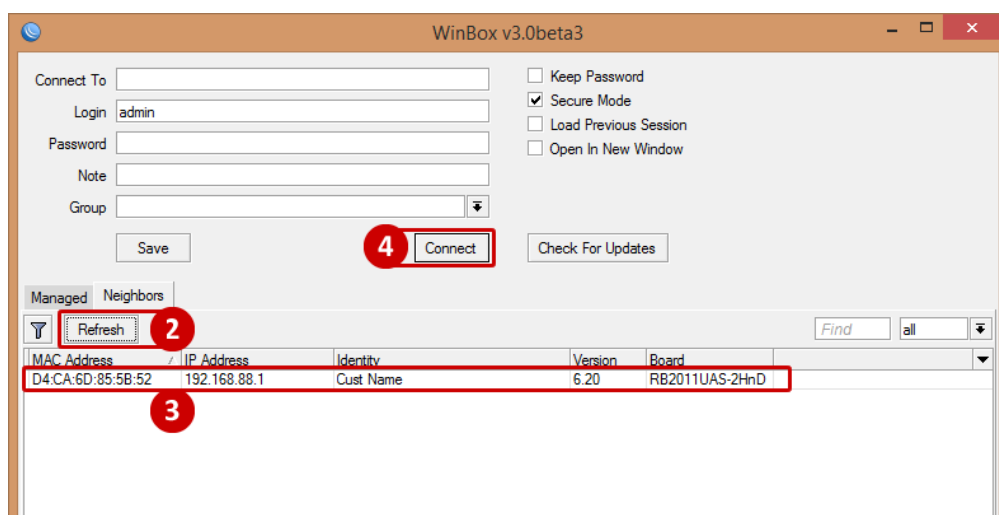 WinBox v3.0beta3
Connect To
Keep Password
Login admin
Secure Mode
Load Previous Session
Password
Open In New Window
Note
Group
Save 4 Connect Check For Updates
Managed Neighbors
Refresh 2 Find all
MAC Address IP Address Identity Version Board
D4:CA:6D:85:5B:52 192.168.88.1 Cust Name 6.20 RB2011UAS-2HnD
3